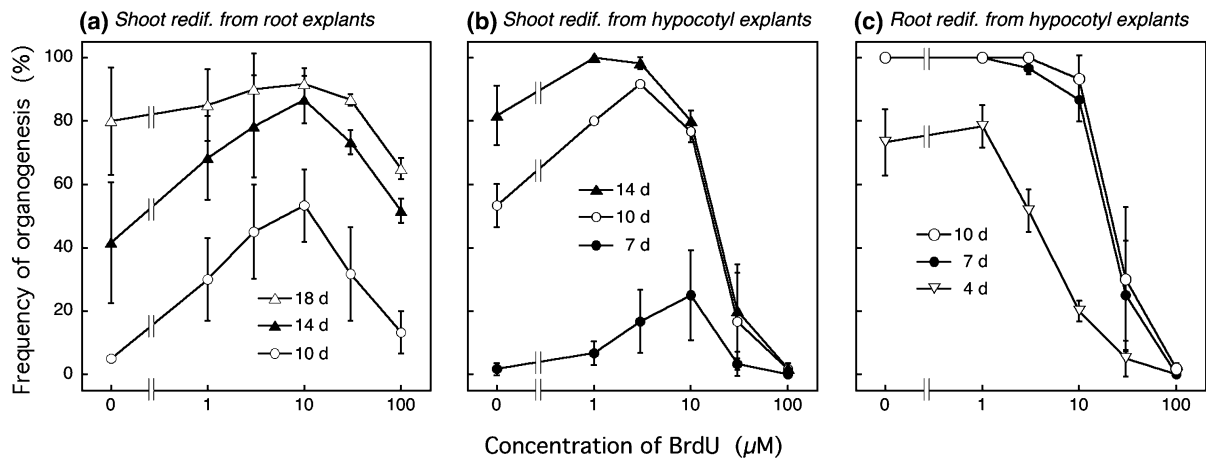 (a) Shoot redif. from root explants
(b) Shoot redif. from hypocotyl explants
(c) Root redif. from hypocotyl explants
Frequency of organogenesis (%)
100
80
60
40
20
0
18 d
14 d
10 d
0 1 10 100
14 d
10 d
7 d
0 1 10 100
10 d
7 d
4 d
0 1 10 100
Concentration of BrdU (μM)